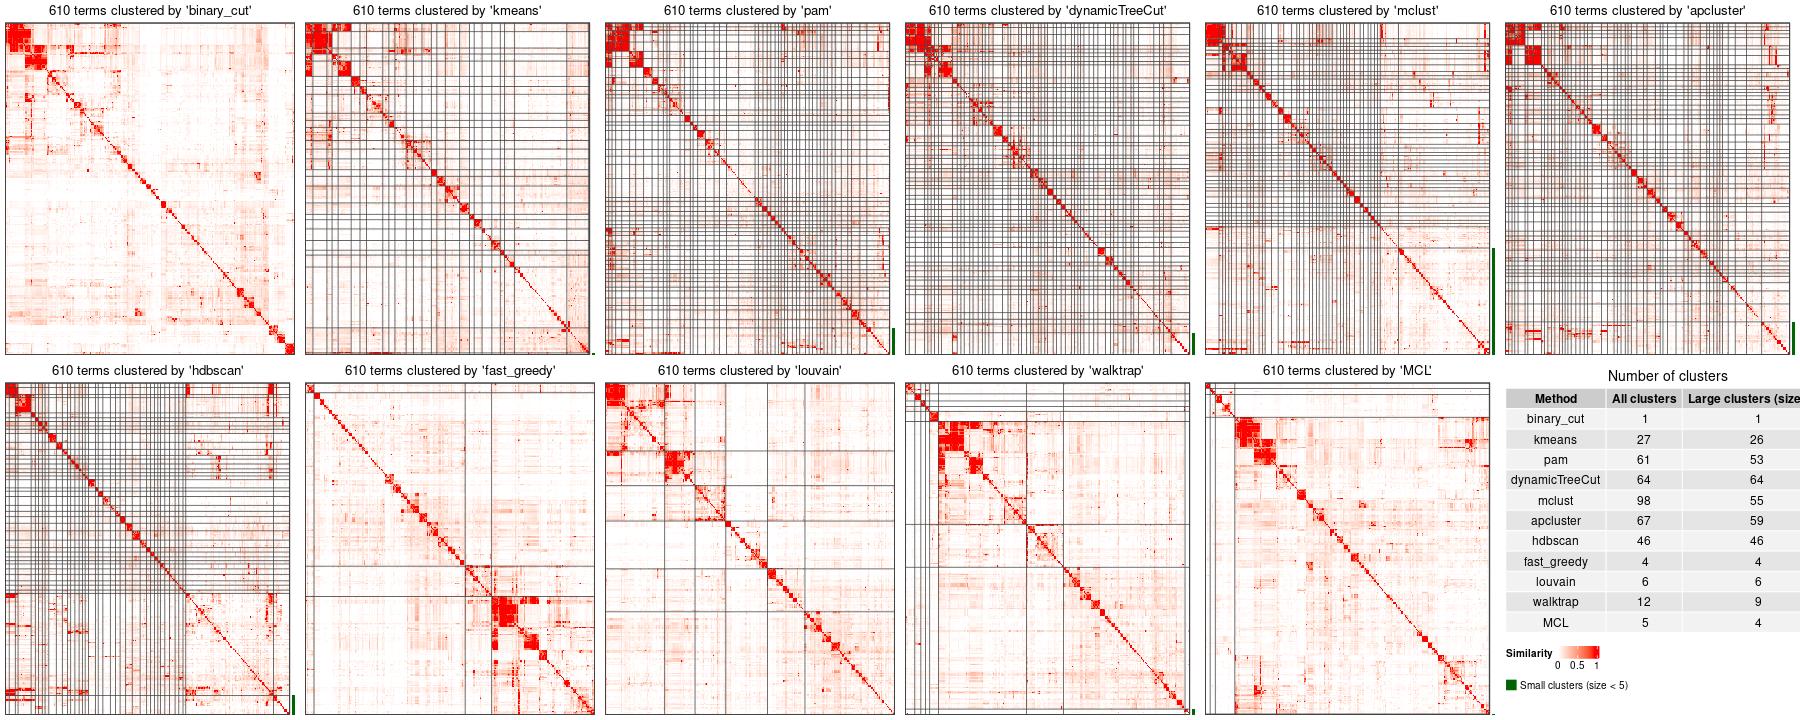 610 terms clustered by 'binary_cut'
610 terms clustered by 'kmeans'
610 terms clustered by 'pam'
610 terms clustered by 'dynamicTreeCut'
610 terms clustered by 'mclust'
610 terms clustered by 'apcluster'
610 terms clustered by 'hdbscan'
610 terms clustered by 'fast_greedy'
610 terms clustered by 'louvain'
610 terms clustered by 'walktrap'
610 terms clustered by 'MCL'
Number of clusters
Method All clusters Large clusters (size
binary_cut 1 1
kmeans 27 26
pam 61 53
dynamicTreeCut 64 64
mclust 98 55
apcluster 67 59
hdbscan 46 46
fast_greedy 4 4
louvain 6 6
walktrap 12 9
MCL 5 4
Similarity
0 0.5 1
Small clusters (size < 5)